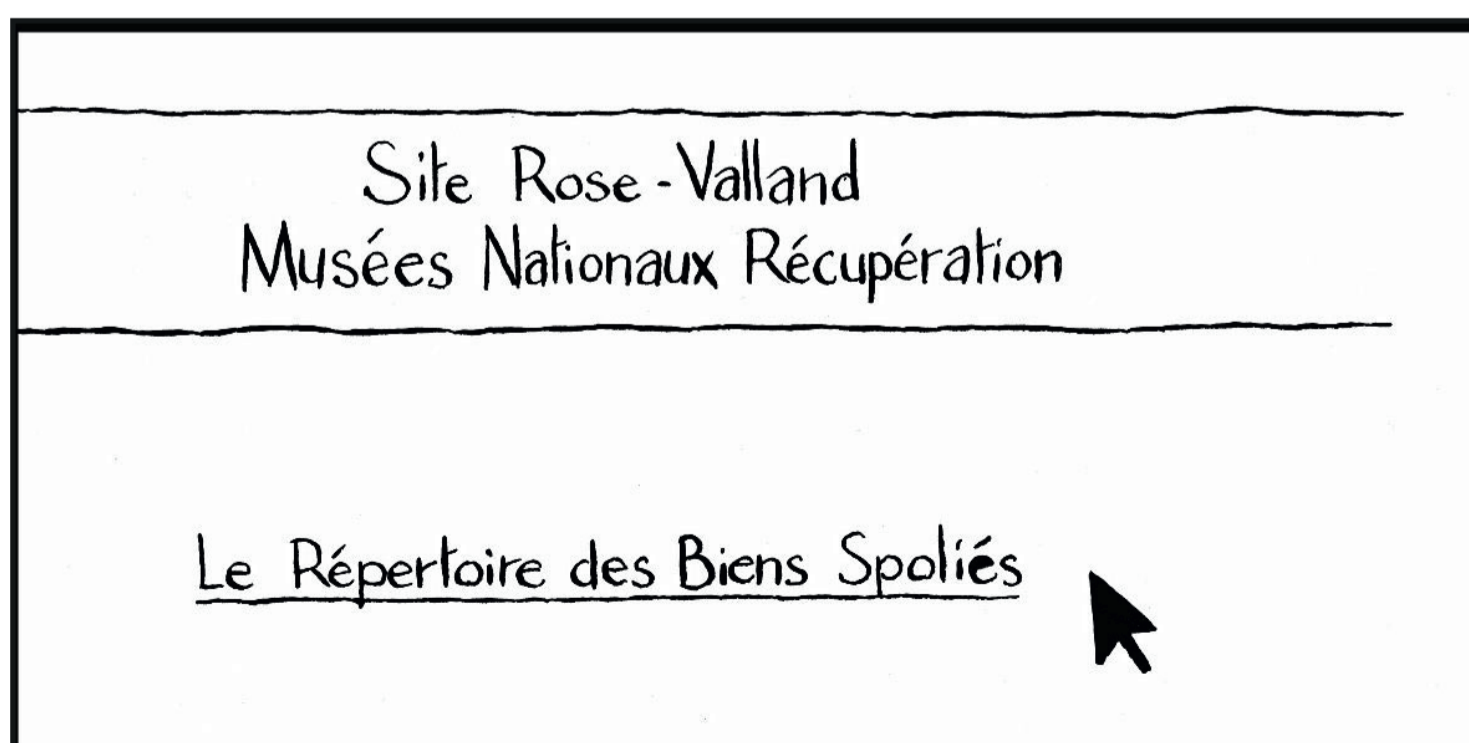 Site Rose-Valland
Musées Nationaux Récupération
Le Répertoire des Biens Spoliés